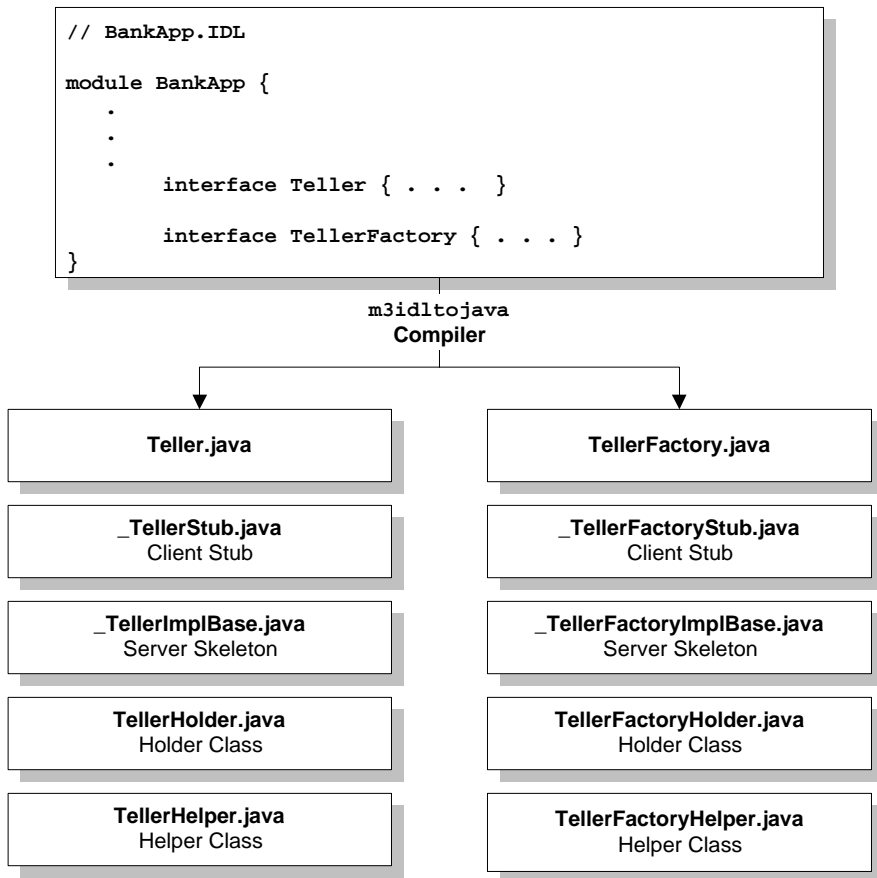 // BankApp.IDL
module BankApp {
.
.
.
interface Teller { . . . }
interface TellerFactory { . . . }
}
m3idltojava
Compiler
Teller.java
TellerFactory.java
_TellerStub.java
Client Stub
_TellerFactoryStub.java
Client Stub
_TellerImplBase.java
Server Skeleton
_TellerFactoryImplBase.java
Server Skeleton
TellerHolder.java
Holder Class
TellerFactoryHolder.java
Holder Class
TellerHelper.java
Helper Class
TellerFactoryHelper.java
Helper Class